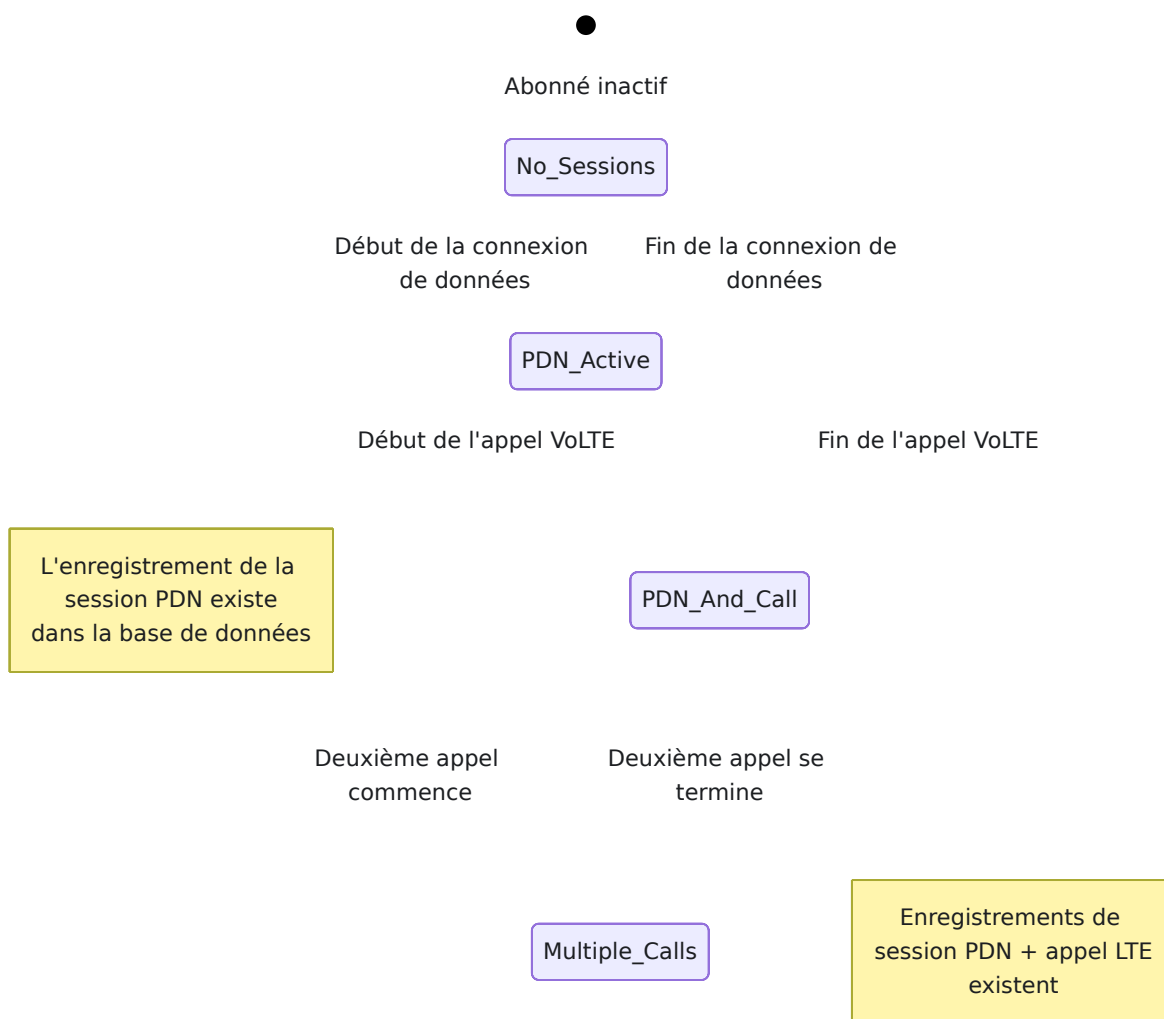 Abonné inactif
No_Sessions
Début de la connexion
de données
Fin de la connexion de
données
PDN_Active
Début de l'appel VoLTE
Fin de l'appel VoLTE
L'enregistrement de la
session PDN existe
dans la base de données
PDN_And_Call
Deuxième appel
commence
Deuxième appel se
termine
Multiple_Calls
Enregistrements de
session PDN + appel LTE
existent